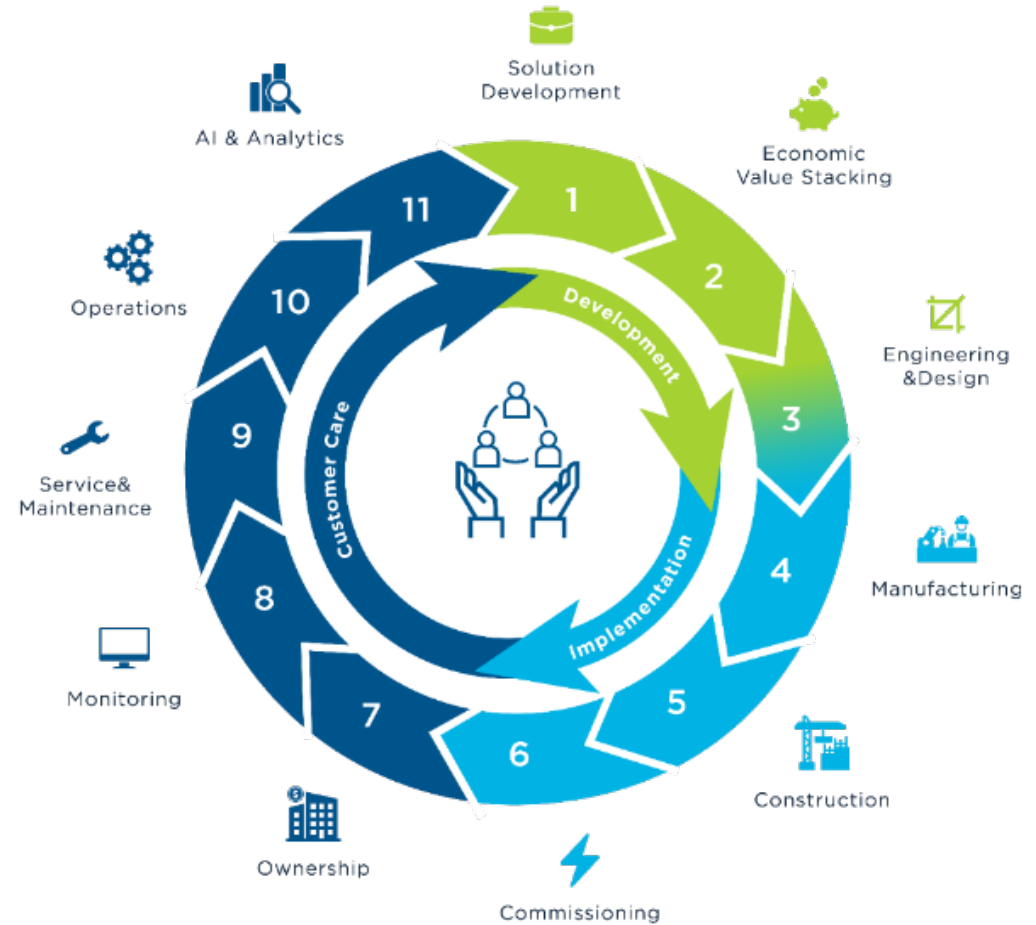 Solution
Development
1
Economic
Value Stacking
2
Engineering
&Design
3
Manufacturing
4
Construction
5
Commissioning
6
Ownership
7
Monitoring
8
Service&
Maintenance
9
Operations
10
AI & Analytics
11
Development
Implementation
Customer Care
$